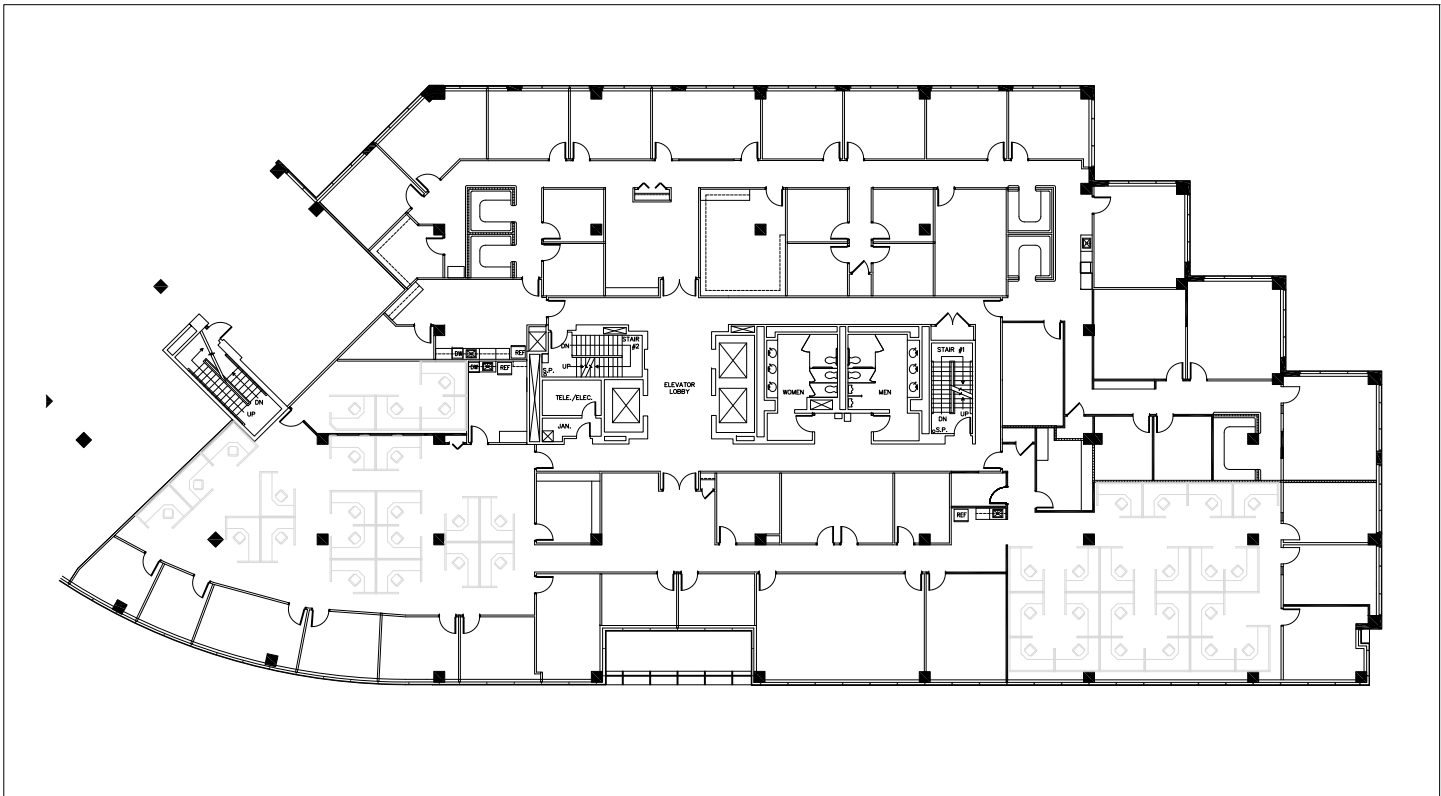 DN
STAIR
#2
UP
S.P.
DW
REF
DW
REF
TELE./ELEC.
JAN.
ELEVATOR
LOBBY
WOMEN
MEN
STAIR #1
UP
DN
S.P.
DN
UP
REF